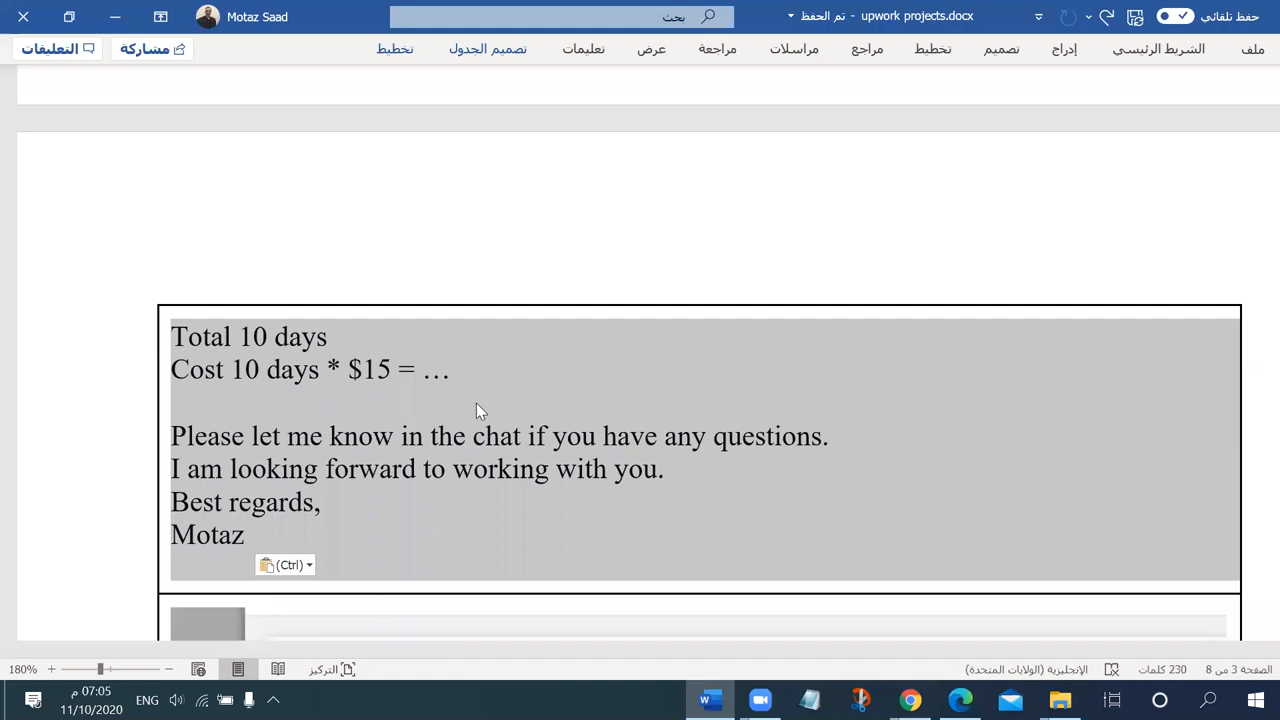 حفظ تلقائي
upwork projects.docx - تم الحفظ
بحث
Motaz Saad
ملف
الشريط الرئيسي
إدراج
تصميم
تخطيط
مراجع
مراسلات
مراجعة
عرض
تعليمات
تصميم الجدول
تخطيط
مشاركة
التعليقات
Total 10 days
Cost 10 days * $15 = …
Please let me know in the chat if you have any questions.
I am looking forward to working with you.
Best regards,
Motaz
(Ctrl)
الصفحة 3 من 8
230 كلمات
الإنجليزية (الولايات المتحدة)
التركيز
180%
ENG
07:05 م
11/10/2020